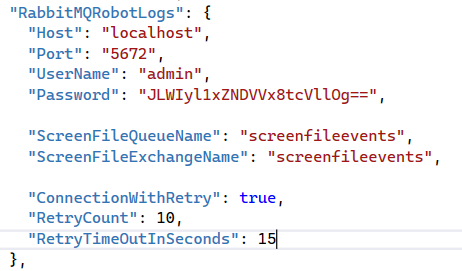 "RabbitMQRobotLogs": {
"Host": "localhost",
"Port": "5672",
"UserName": "admin",
"Password": "JLWIyl1xZNDVVx8tcVllOg==",
"ScreenFileQueueName": "screenfileevents",
"ScreenFileExchangeName": "screenfileevents",
"ConnectionWithRetry": true,
"RetryCount": 10,
"RetryTimeOutInSeconds": 15
},